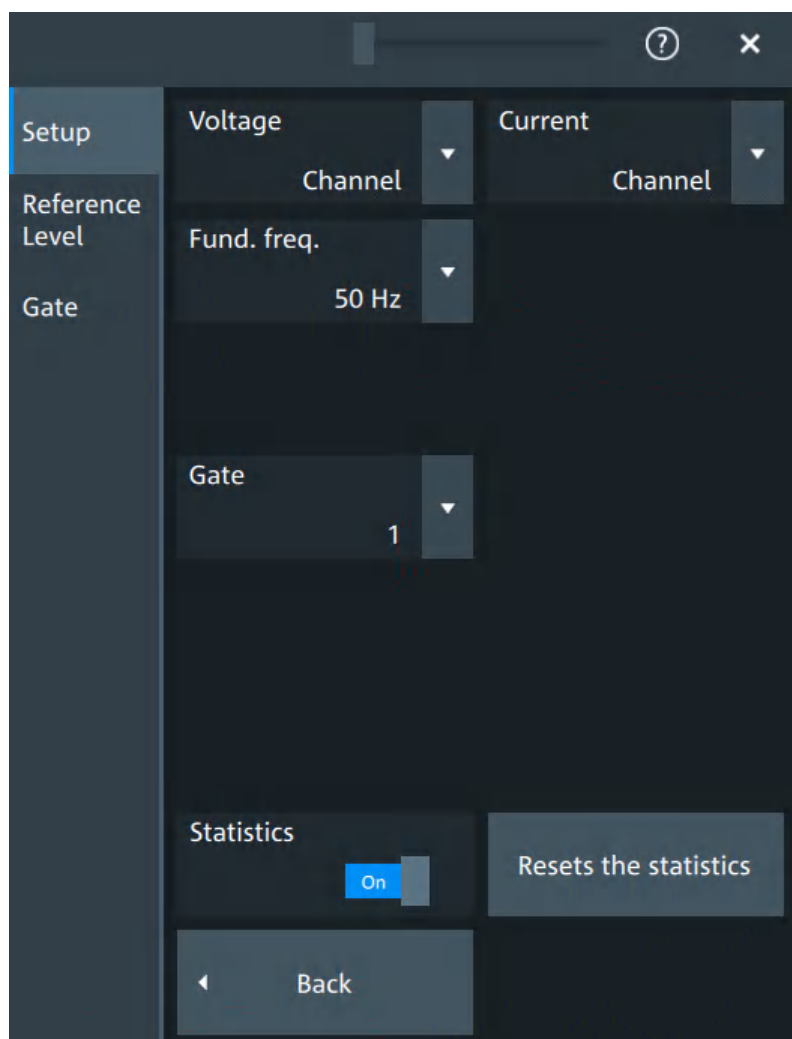 ?
Setup
Voltage
Channel
Current
Channel
Reference
Level
Fund. freq.
50 Hz
Gate
Gate
1
Statistics
On
Resets the statistics
Back